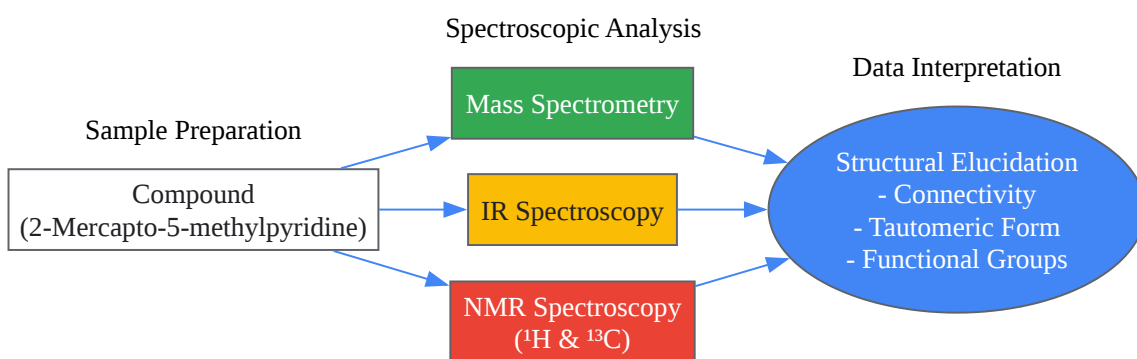 Spectroscopic Analysis
Data Interpretation
Sample Preparation
Mass Spectrometry
Compound
(2-Mercapto-5-methylpyridine)
IR Spectroscopy
NMR Spectroscopy
(¹H & ¹³C)
Structural Elucidation
- Connectivity
- Tautomeric Form
- Functional Groups